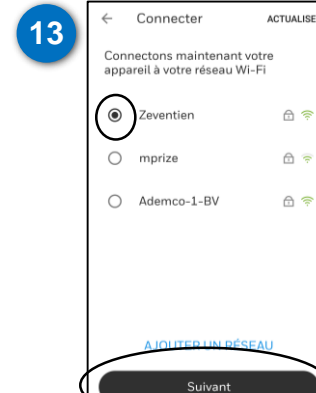 13
Connecter ACTUALISE
Connectons maintenant votre
appareil à votre réseau Wi-Fi
Zeventien
mprize
Ademco-1-BV
AJOUTER UN RÉSEAU
Suivant